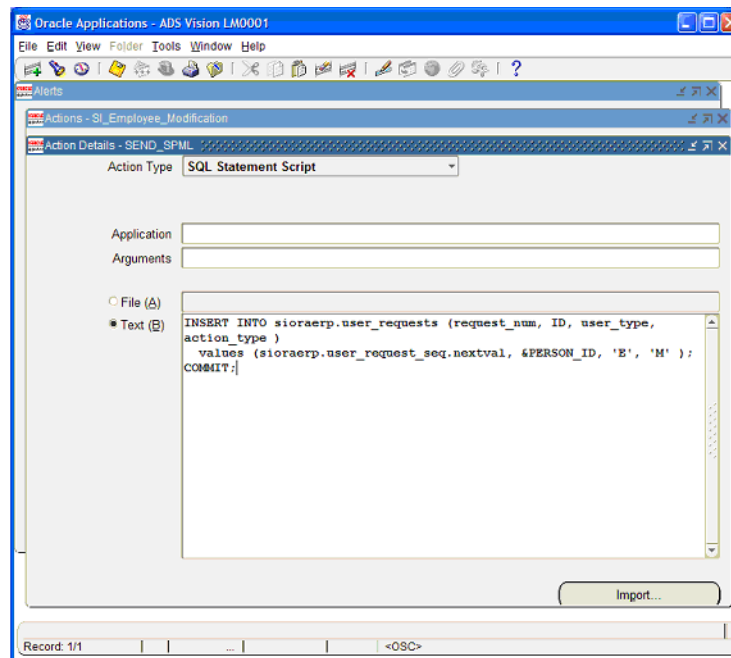 Oracle Applications - ADS Vision LM0001
File Edit View Folder Tools Window Help
Alerts
Actions - SI_Employee_Modification
Action Details - SEND_SPML
Action Type SQL Statement Script
Application
Arguments
File (A)
Text (B)
INSERT INTO sioraerp.user_requests (request_num, ID, user_type,
action_type )
values (sioraerp.user_request_seq.nextval, &PERSON_ID, 'E', 'M' );
COMMIT;
Import...
Record: 1/1 ... <OSC>